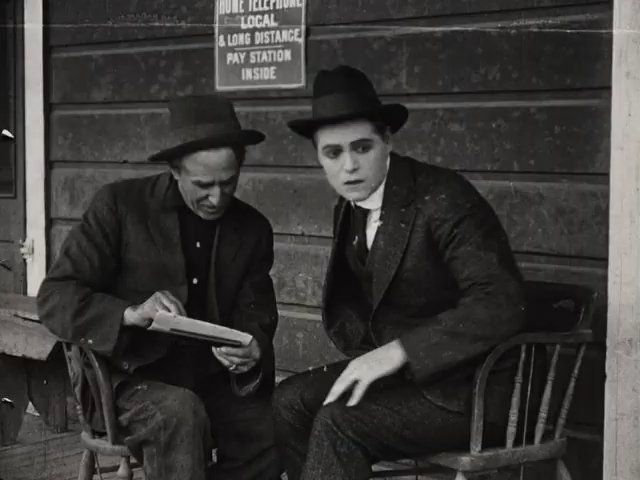 HOME TELEPHONE
LOCAL
& LONG DISTANCE
PAY STATION
INSIDE